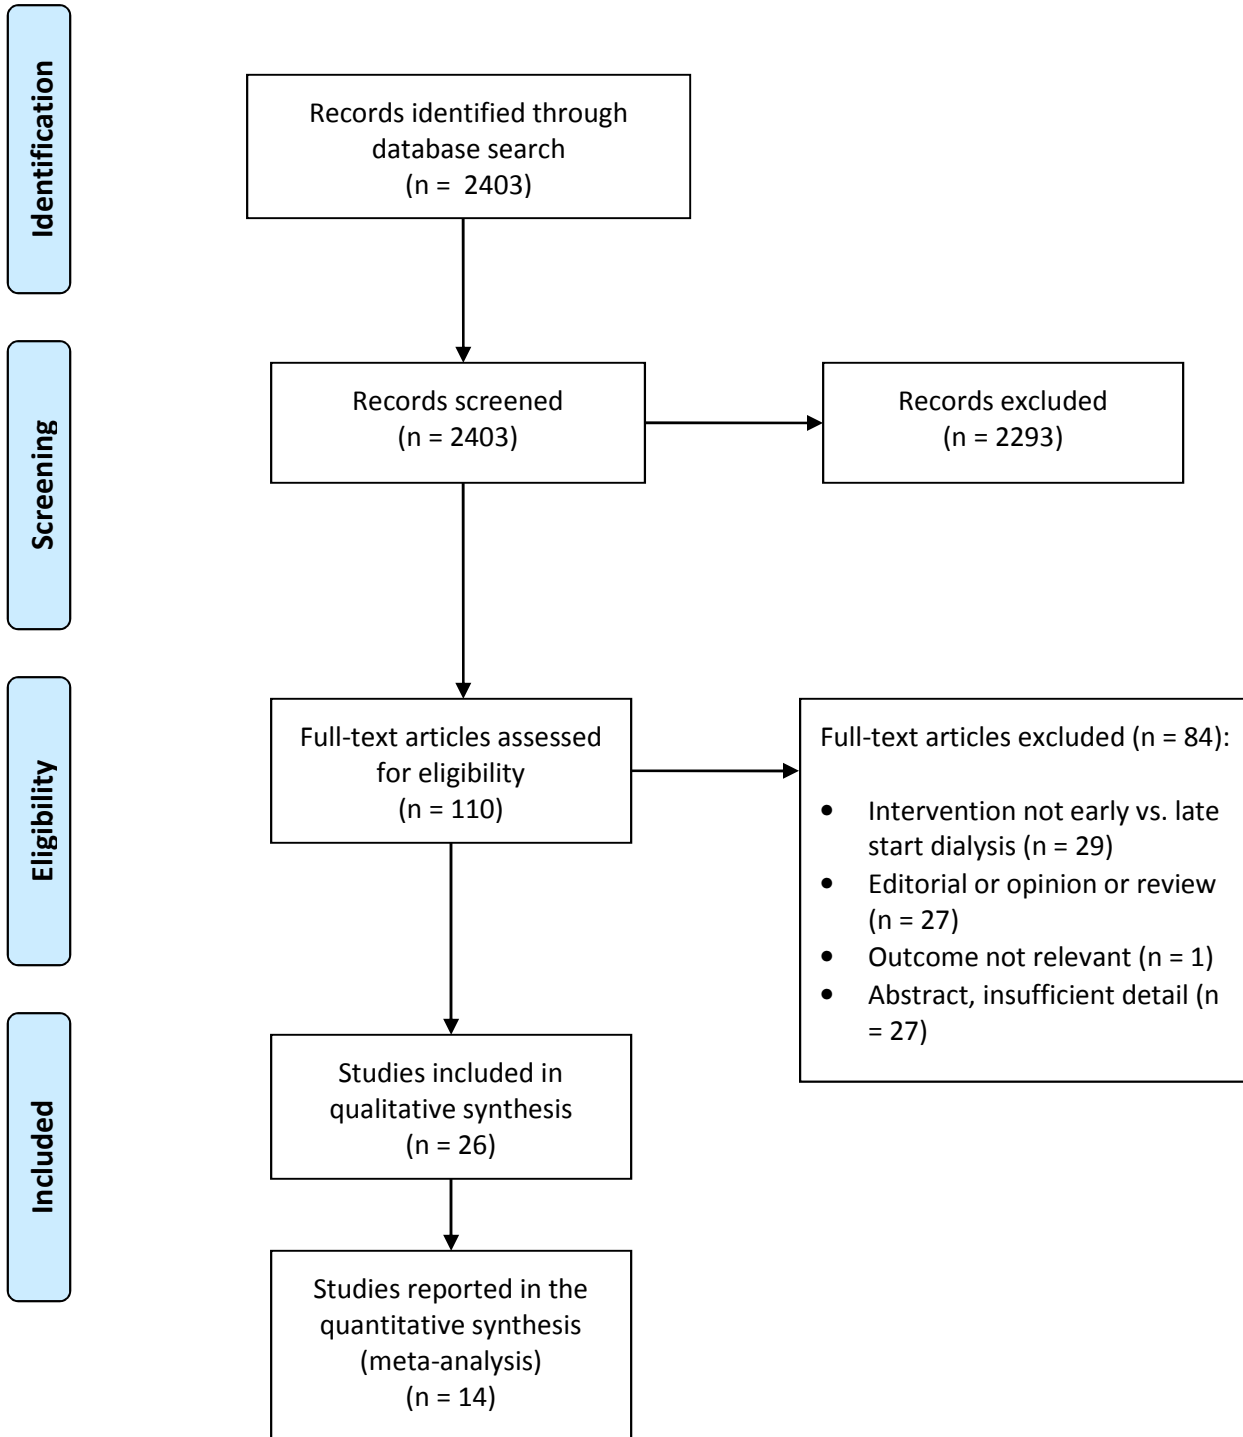 Identification
Records identified through
database search
(n =  2403)
Screening
Records screened
(n = 2403)
Records excluded
(n = 2293)
Eligibility
Full-text articles assessed
for eligibility
(n = 110)
Full-text articles excluded (n = 84):
• Intervention not early vs. late
start dialysis (n = 29)
• Editorial or opinion or review
(n = 27)
• Outcome not relevant (n = 1)
• Abstract, insufficient detail (n
= 27)
Included
Studies included in
qualitative synthesis
(n = 26)
Studies reported in the
quantitative synthesis
(meta-analysis)
(n = 14)